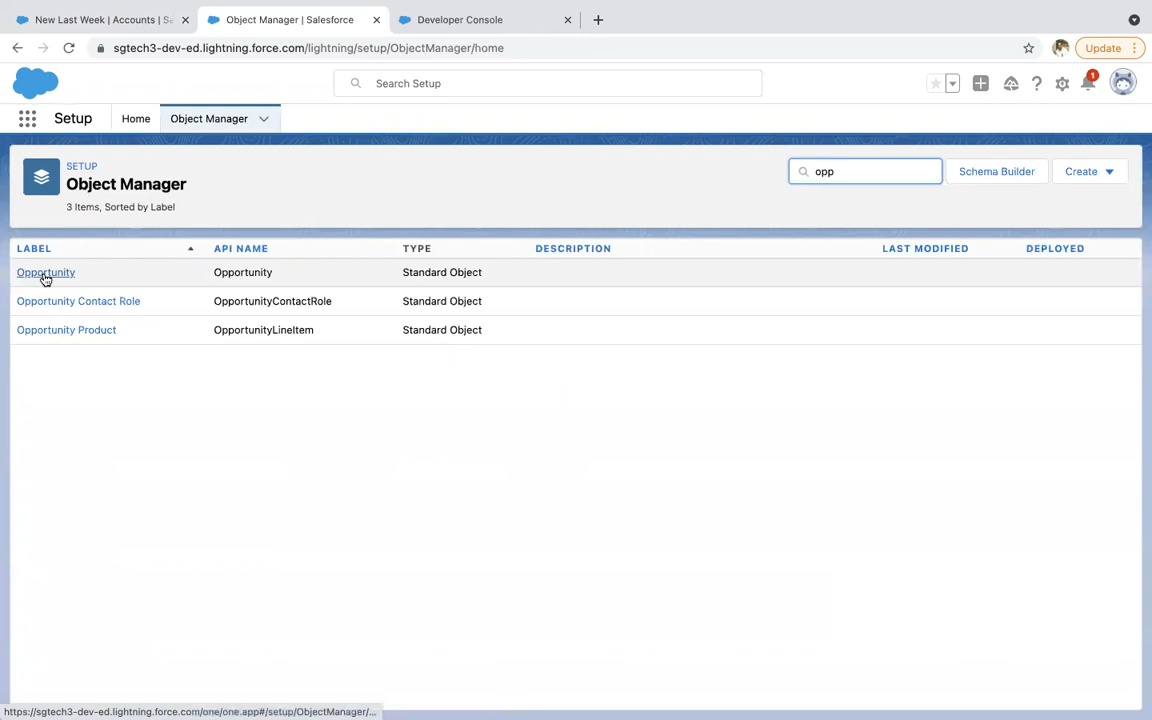 New Last Week | Accounts | Sa
Object Manager | Salesforce
Developer Console
sgtech3-dev-ed.lightning.force.com/lightning/setup/ObjectManager/home
Update
Search Setup
1
Setup
Home
Object Manager
SETUP
Object Manager
3 Items, Sorted by Label
opp
Schema Builder
Create
LABEL API NAME TYPE DESCRIPTION LAST MODIFIED DEPLOYED
Opportunity Opportunity Standard Object
Opportunity Contact Role OpportunityContactRole Standard Object
Opportunity Product OpportunityLineItem Standard Object
https://sgtech3-dev-ed.lightning.force.com/one/one.app#/setup/ObjectManager/...